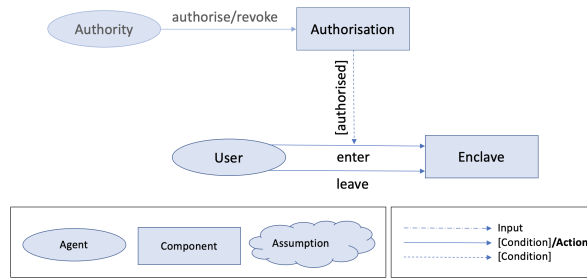 authorise/revoke
Authority
Authorisation
[authorised]
User
enter
Enclave
leave
Agent
Component
Assumption
Input
[Condition]/Action
[Condition]